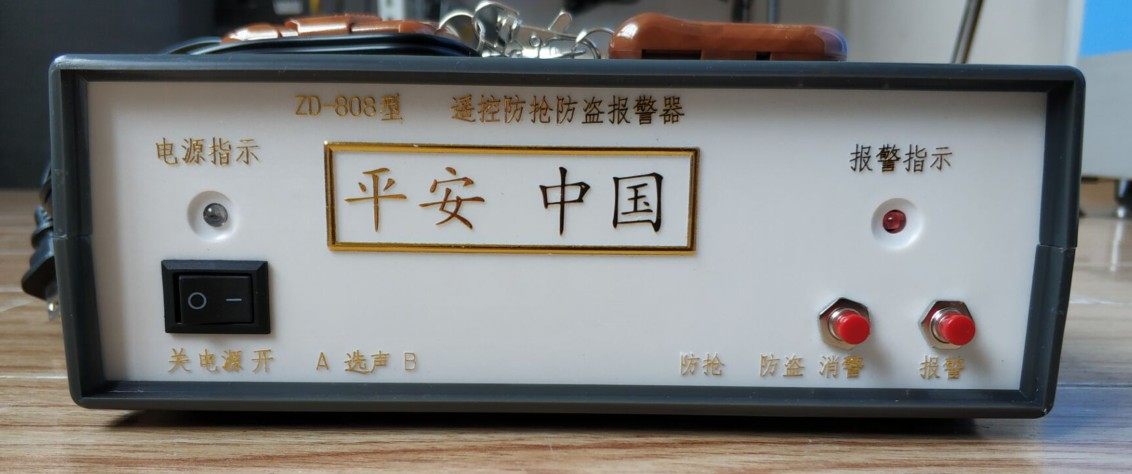 ZD-808型 遥控防抢防盗报警器
电源指示
平安 中国
报警指示
关 电源 开 A 选声 B 防抢 防盗 消警 报警